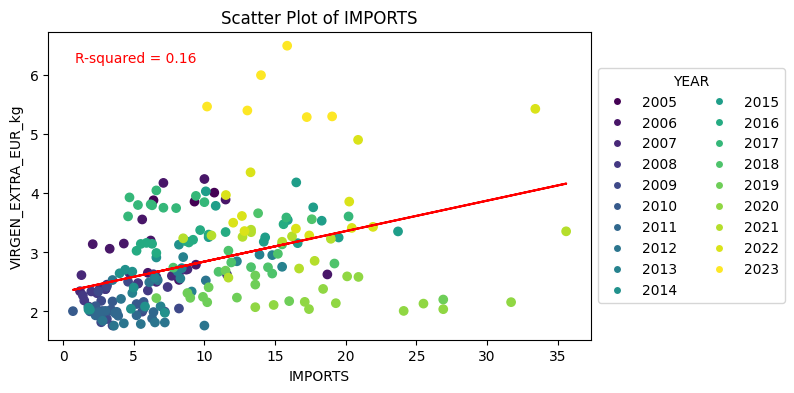 Scatter Plot of IMPORTS
R-squared = 0.16
VIRGEN_EXTRA_EUR_kg
6
5
4
3
2
0 5 10 15 20 25 30 35
IMPORTS
YEAR
2005 2015
2006 2016
2007 2017
2008 2018
2009 2019
2010 2020
2011 2021
2012 2022
2013 2023
2014